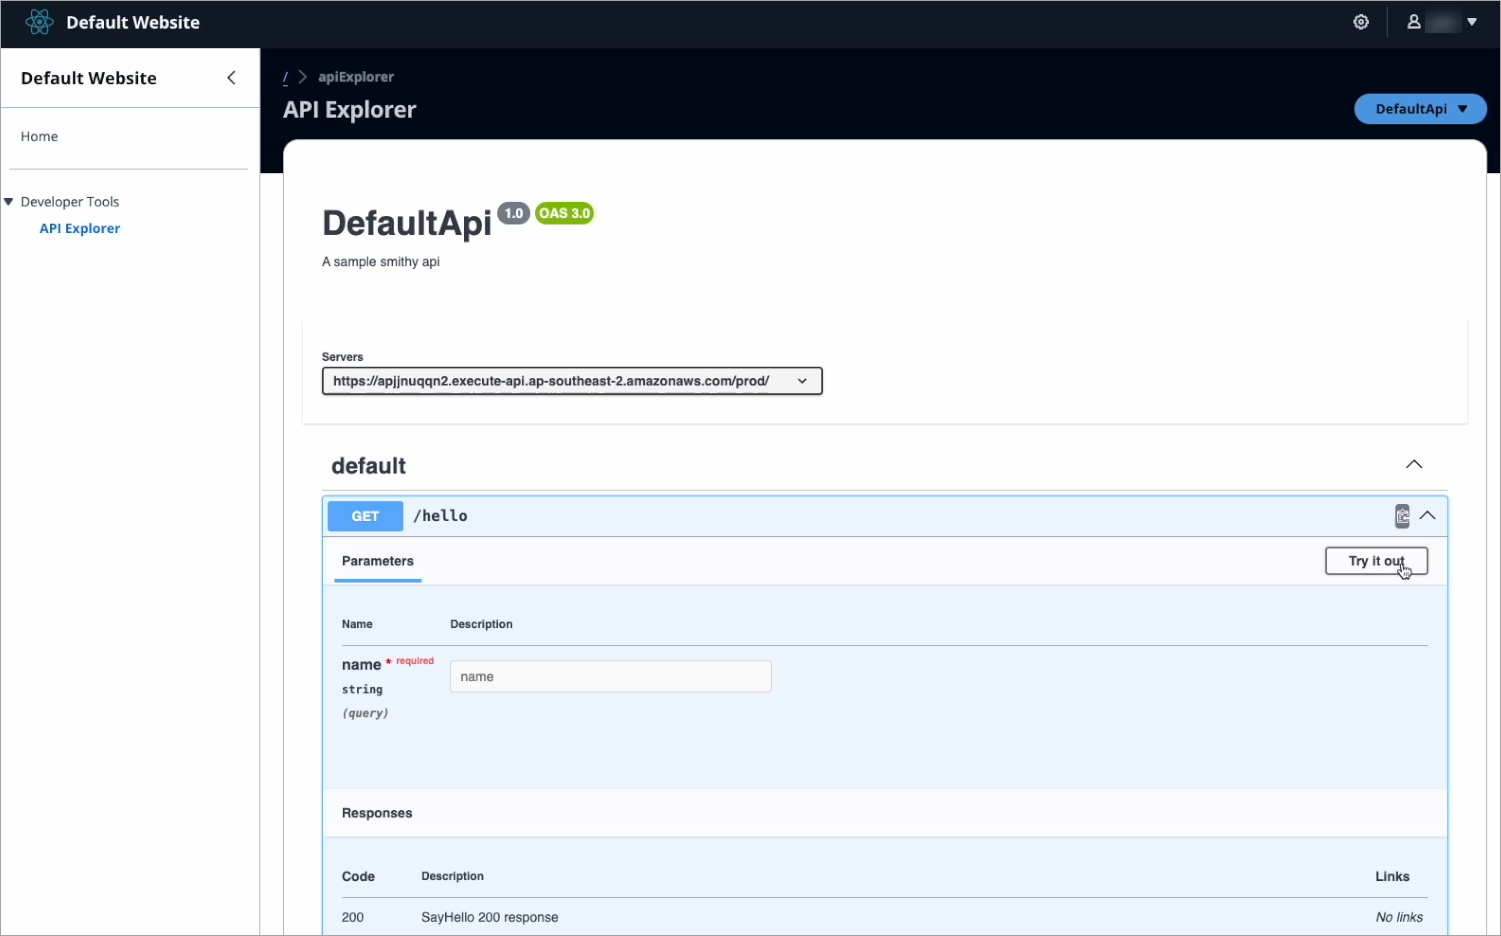 Default Website
Default Website
Home
Developer Tools
API Explorer
/ apiExplorer
API Explorer
DefaultApi
DefaultApi 1.0 OAS 3.0
A sample smithy api
Servers
https://apjjnuqqn2.execute-api.ap-southeast-2.amazonaws.com/prod/
default
GET /hello
Parameters
Try it out
Name Description
name * required
name
string
(query)
Responses
Code Description Links
200 SayHello 200 response No links